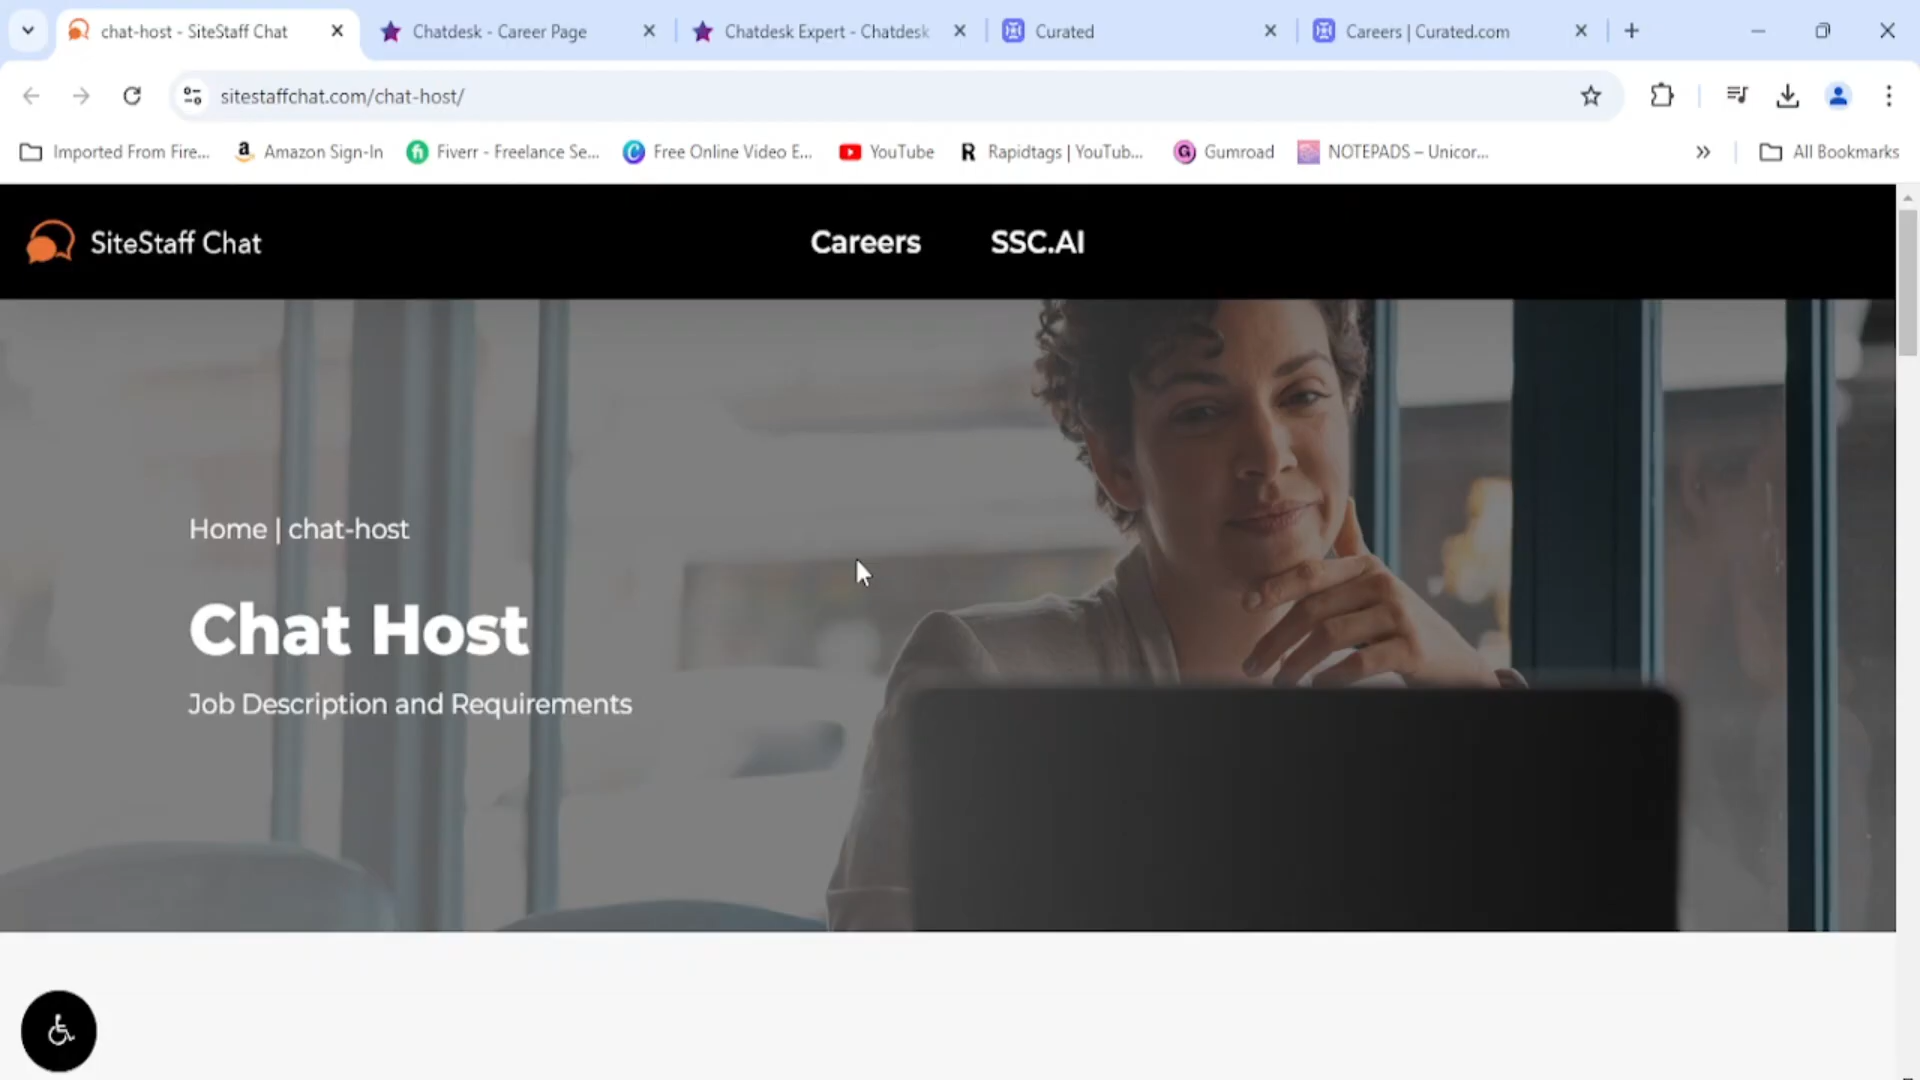 chat-host - SiteStaff Chat
Chatdesk - Career Page
Chatdesk Expert - Chatdesk
Curated
Careers | Curated.com
sitestaffchat.com/chat-host/
Imported From Fire...
Amazon Sign-In
Fiverr - Freelance Se...
Free Online Video E...
YouTube
Rapidtags | YouTub...
Gumroad
NOTEPADS – Unicor...
All Bookmarks
SiteStaff Chat
Careers
SSC.AI
Home | chat-host
Chat Host
Job Description and Requirements